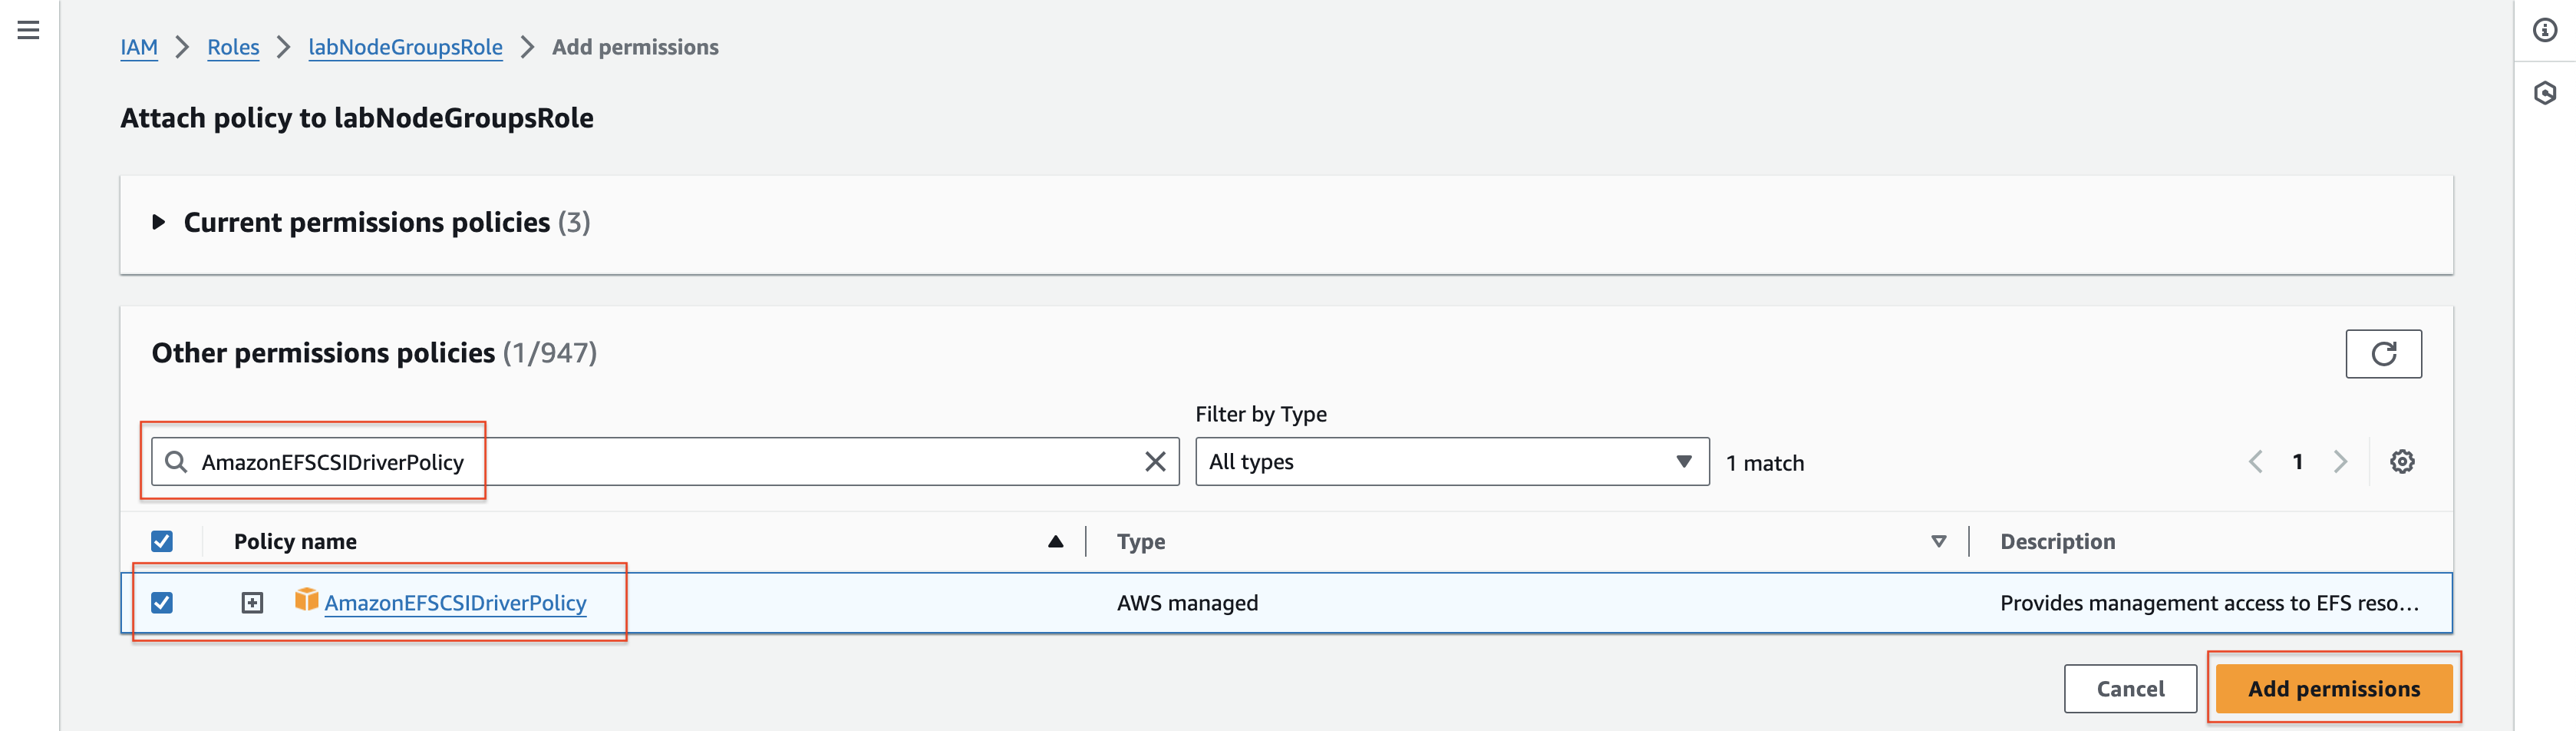 IAM Roles labNodeGroupsRole Add permissions
Attach policy to labNodeGroupsRole
Current permissions policies (3)
Other permissions policies (1/947)
Filter by Type
AmazonEFSCSIDriverPolicy All types 1 match 1
Policy name Type Description
AmazonEFSCSIDriverPolicy AWS managed Provides management access to EFS reso...
Cancel Add permissions